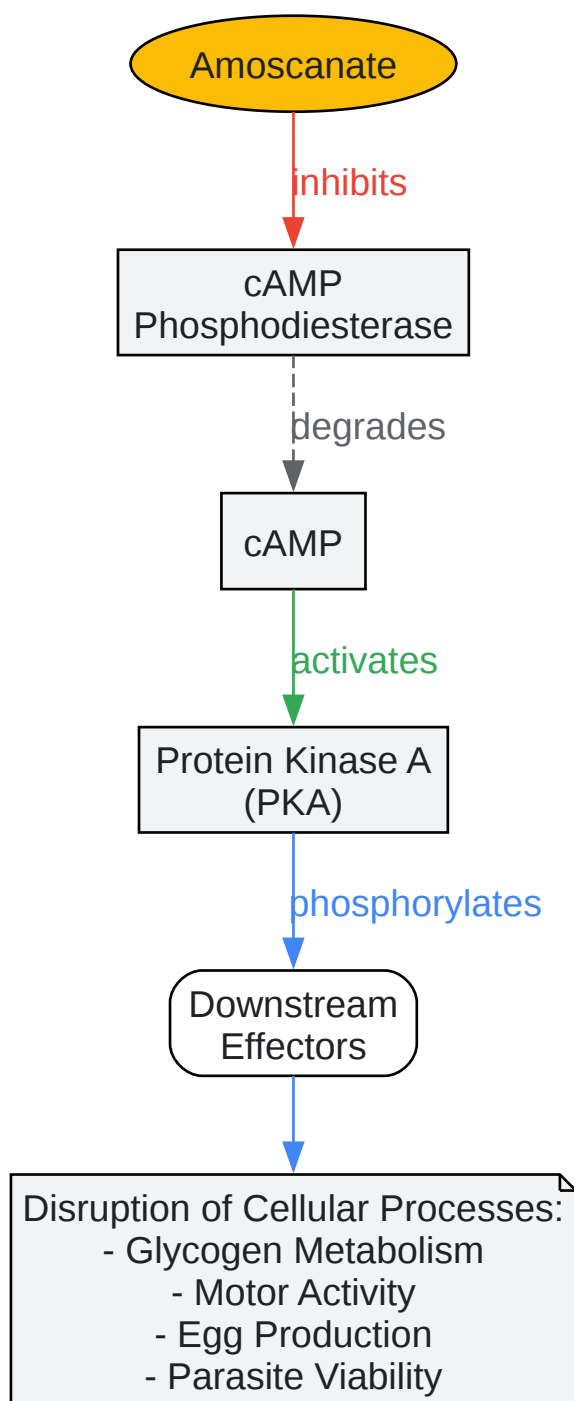 Amoscanate
inhibits
cAMP
Phosphodiesterase
degrades
cAMP
activates
Protein Kinase A
(PKA)
phosphorylates
Downstream
Effectors
Disruption of Cellular Processes:
- Glycogen Metabolism
- Motor Activity
- Egg Production
- Parasite Viability